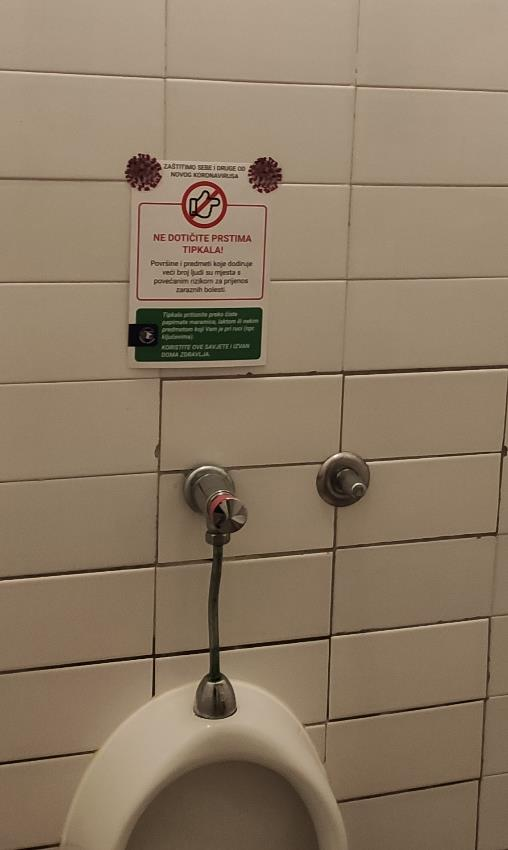 ZAŠTITIMO SEBE I DRUGE OD
NOVOG KORONAVIRUSA
NE DOTIČITE PRSTIMA
TIPKALA!
Površine i predmeti koje dodiruje
veći broj ljudi su mjesta s
povećanim rizikom za prijenos
zaraznih bolesti.
Tipkala pritisnite preko čiste
papirnate maramice, laktom ili nekim
predmetom koji Vam je pri ruci (npr.
ključevima).
KORISTITE OVE SAVJETE I IZVAN
DOMA ZDRAVLJA.